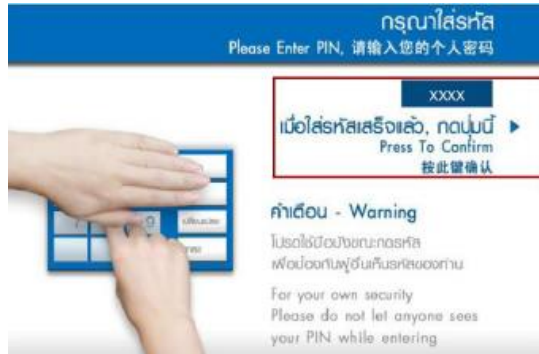 กรุณาใส่รหัส
Please Enter PIN, 请输入您的个人密码
XXXX
เมื่อใส่รหัสเสร็จแล้ว, กดปุ่มนี้
Press To Confirm
按此键确认
คำเตือน - Warning
โปรดใช้มือบังขณะกดรหัส
เพื่อป้องกันผู้อื่นเห็นรหัสของท่าน
For your own security
Please do not let anyone sees
your PIN while entering
9